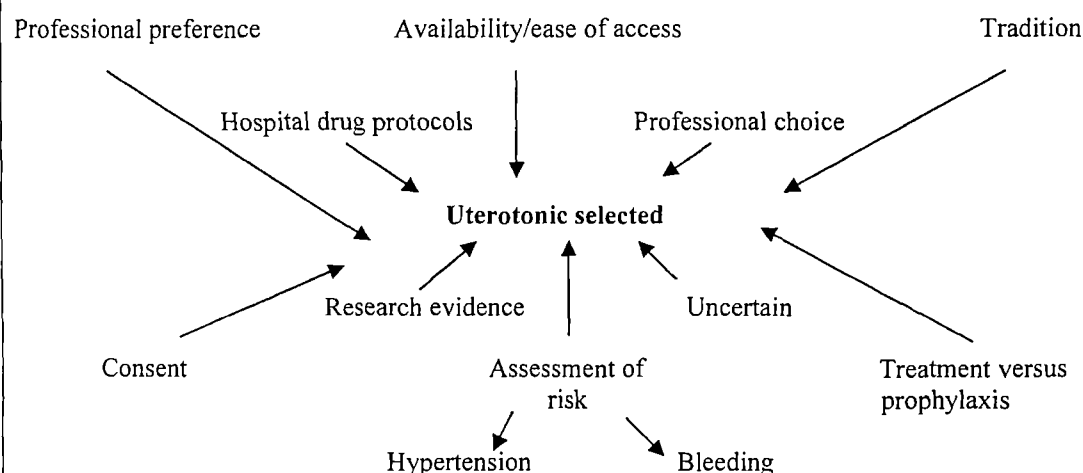 Professional preference Availability/ease of access Tradition
Hospital drug protocols Professional choice
Uterotonic selected
Research evidence Uncertain
Consent Assessment of risk Treatment versus prophylaxis
Hypertension Bleeding